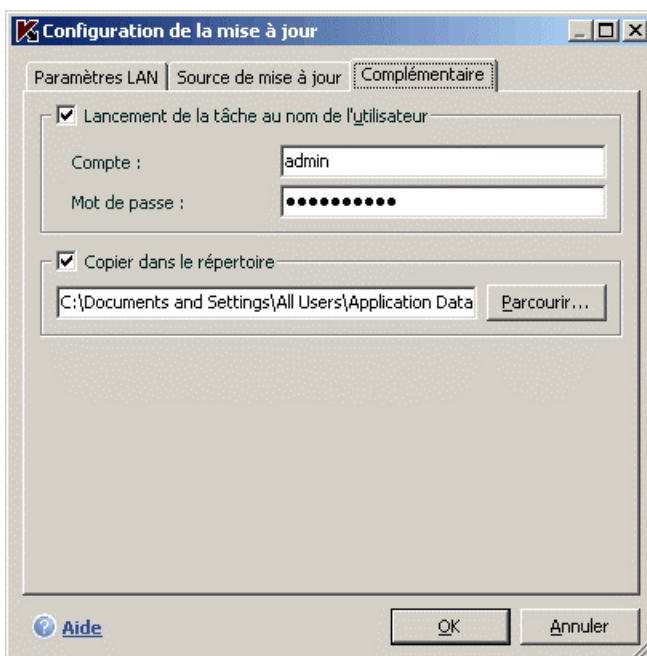 Configuration de la mise à jour
Paramètres LAN Source de mise à jour Complémentaire
Lancement de la tâche au nom de l'utilisateur
Compte : admin
Mot de passe : ●●●●●●●●●●
Copier dans le répertoire
C:\Documents and Settings\All Users\Application Data Parcourir...
Aide OK Annuler